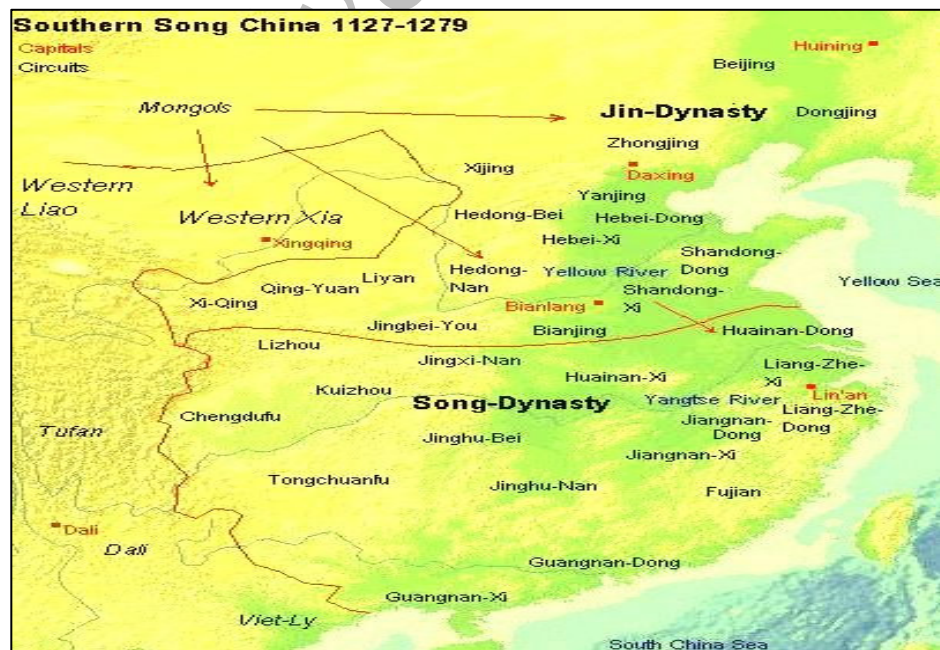 Southern Song China 1127-1279
Capitals
Circuits
Huining
Beijing
Mongols
Jin-Dynasty
Dongjing
Zhongjing
Xijing
Daxing
Western
Liao
Yanjing
Western Xia
Hedong-Bei
Hebei-Dong
Xingqing
Hebei-Xi
Shandong-
Dong
Liyan
Hedong-
Nan
Yellow River
Yellow Sea
Qing-Yuan
Xi-Qing
Shandong-
Xi
Bianlang
Jingbei-You
Bianjing
Huainan-Dong
Lizhou
Jingxi-Nan
Liang-Zhe-
Xi
Huainan-Xi
Kuizhou
Lin'an
Song-Dynasty
Yangtse River
Chengdufu
Liang-Zhe-
Dong
Jiangnan-
Dong
Tufan
Jinghu-Bei
Jiangnan-Xi
Tongchuanfu
Jinghu-Nan
Fujian
Dali
Dali
Guangnan-Dong
Guangnan-Xi
Viet-Ly
South China Sea